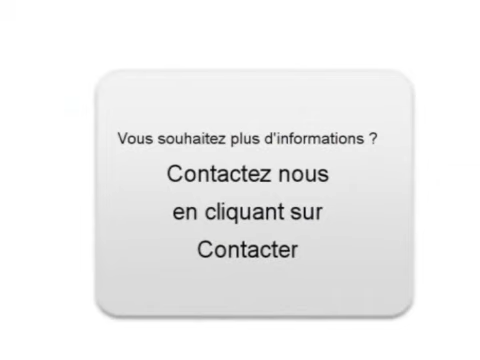 Vous souhaitez plus d'informations ?
Contactez nous
en cliquant sur
Contacter